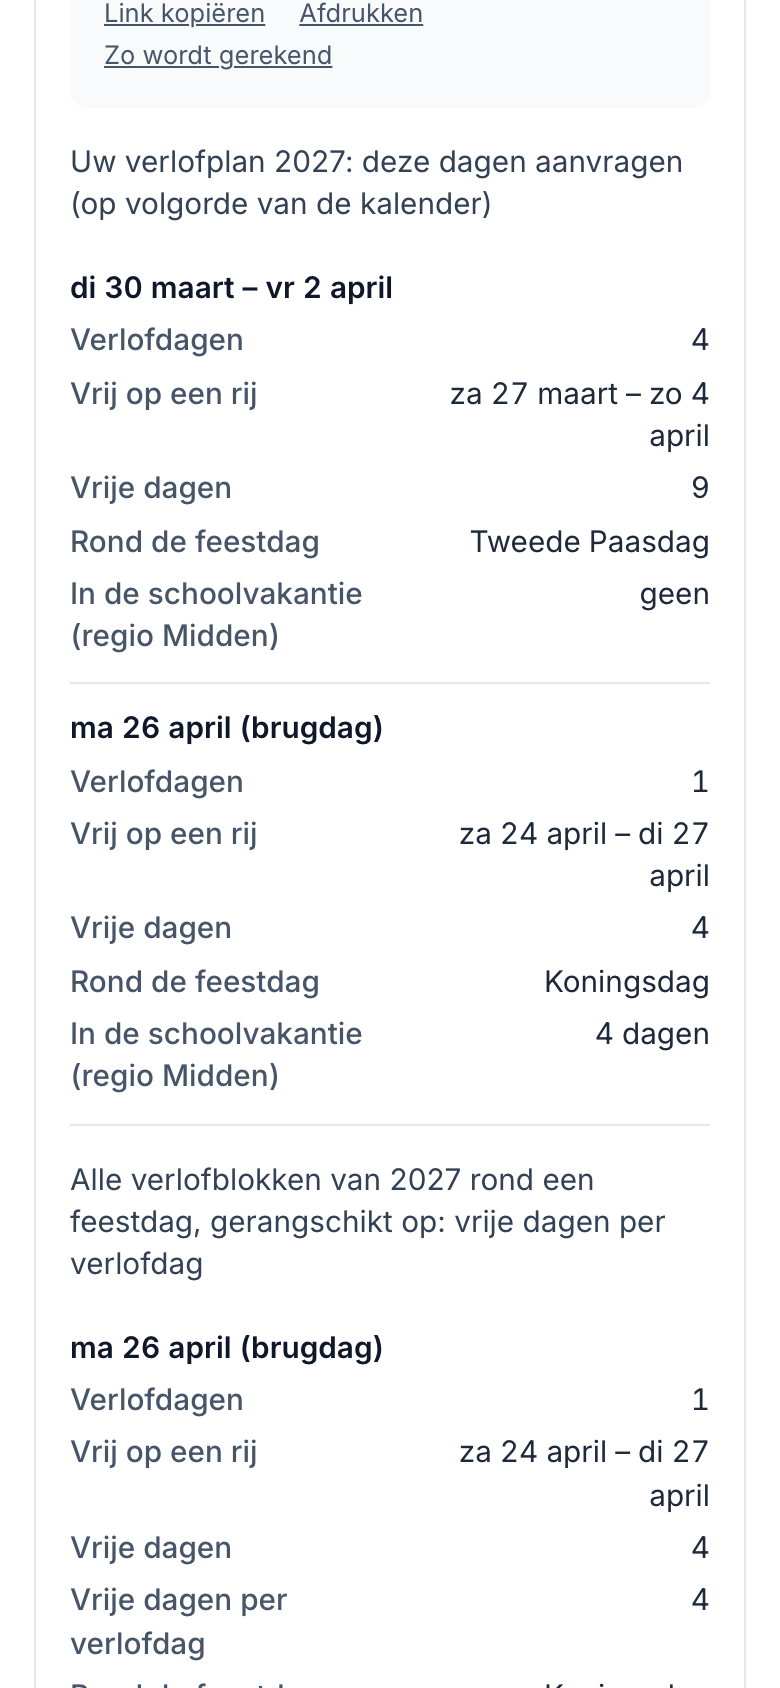 Link kopiëren Afdrukken
Zo wordt gerekend
Uw verlofplan 2027: deze dagen aanvragen
(op volgorde van de kalender)
di 30 maart – vr 2 april
Verlofdagen 4
Vrij op een rij za 27 maart – zo 4
april
Vrije dagen 9
Rond de feestdag Tweede Paasdag
In de schoolvakantie geen
(regio Midden)
ma 26 april (brugdag)
Verlofdagen 1
Vrij op een rij za 24 april – di 27
april
Vrije dagen 4
Rond de feestdag Koningsdag
In de schoolvakantie 4 dagen
(regio Midden)
Alle verlofblokken van 2027 rond een
feestdag, gerangschikt op: vrije dagen per
verlofdag
ma 26 april (brugdag)
Verlofdagen 1
Vrij op een rij za 24 april – di 27
april
Vrije dagen 4
Vrije dagen per 4
verlofdag